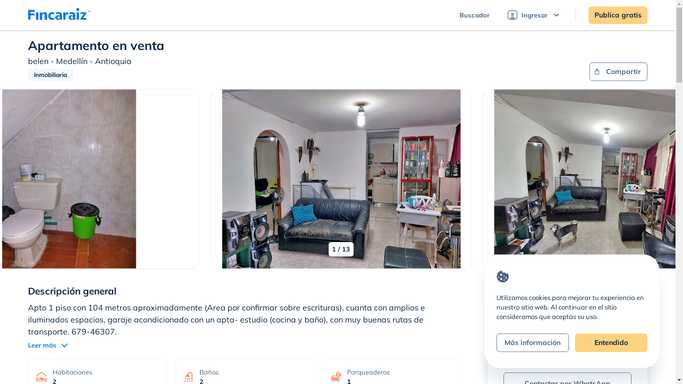 Fincaraiz
Buscador
Ingresar
Publica gratis
Apartamento en venta
belen - Medellín - Antioquia
Inmobiliaria
Compartir
1 / 13
Descripción general
Apto 1 piso con 104 metros aproximadamente (Area por confirmar sobre escrituras), cuanta con amplios e
iluminados espacios, garaje acondicionado con un apta- estudio (cocina y baño), con muy buenas rutas de
transporte. 679-46307.
Leer más
Habitaciones
2
Baños
2
Parqueaderos
1
Utilizamos cookies para mejorar tu experiencia en
nuestro sitio web. Al continuar en el sitio
consideramos que aceptas su uso.
Más información
Entendido
Contactar por WhatsApp